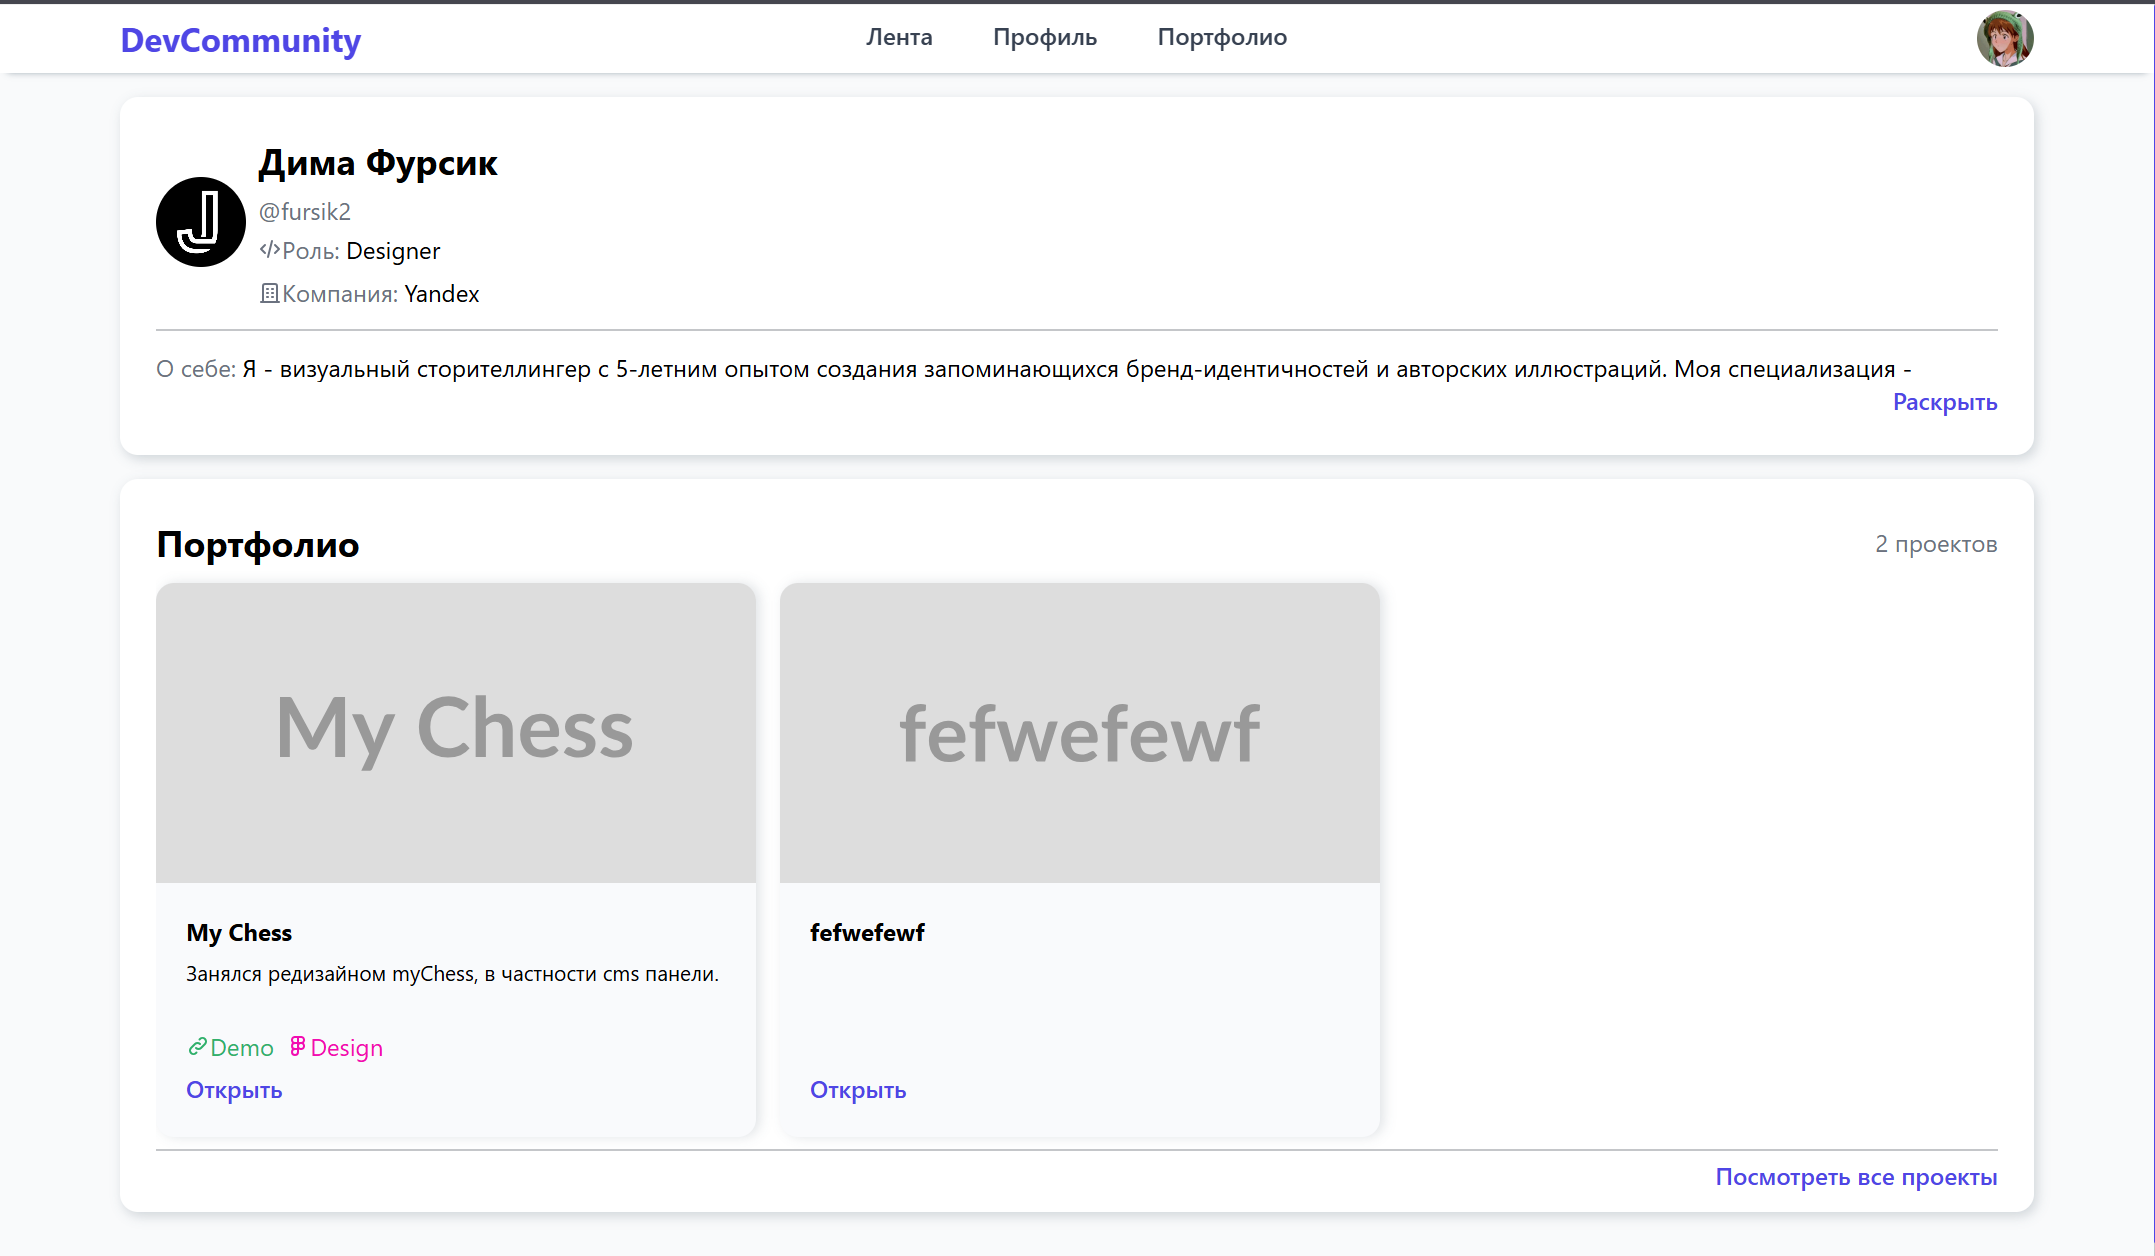 DevCommunity
Лента Профиль Портфолио
Дима Фурсик
@fursik2
Роль: Designer
Компания: Yandex
О себе: Я - визуальный сторителлингер с 5-летним опытом создания запоминающихся бренд-идентичностей и авторских иллюстраций. Моя специализация -
Раскрыть
Портфолио
2 проектов
My Chess
fefwefewf
My Chess
Занялся редизайном myChess, в частности cms панели.
Demo Design
Открыть
fefwefewf
Открыть
Посмотреть все проекты